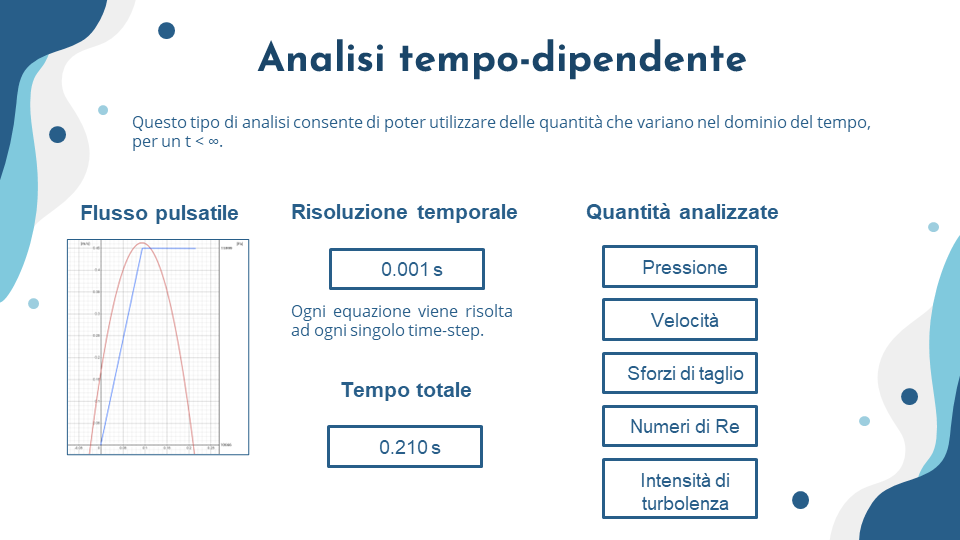 Analisi tempo-dipendente
Questo tipo di analisi consente di poter utilizzare delle quantità che variano nel dominio del tempo,
per un t < ∞.
Flusso pulsatile
Risoluzione temporale
0.001 s
Ogni equazione viene risolta
ad ogni singolo time-step.
Tempo totale
0.210 s
Quantità analizzate
Pressione
Velocità
Sforzi di taglio
Numeri di Re
Intensità di
turbolenza